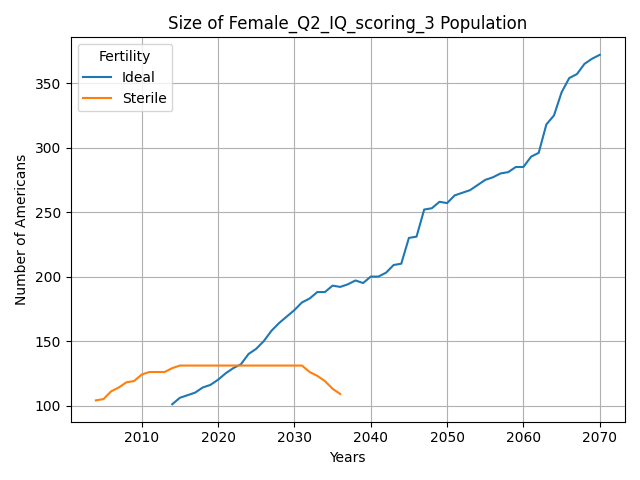 Size of Female_Q2_IQ_scoring_3 Population
Fertility
Ideal
Sterile
Number of Americans
350
300
250
200
150
100
2010 2020 2030 2040 2050 2060 2070
Years